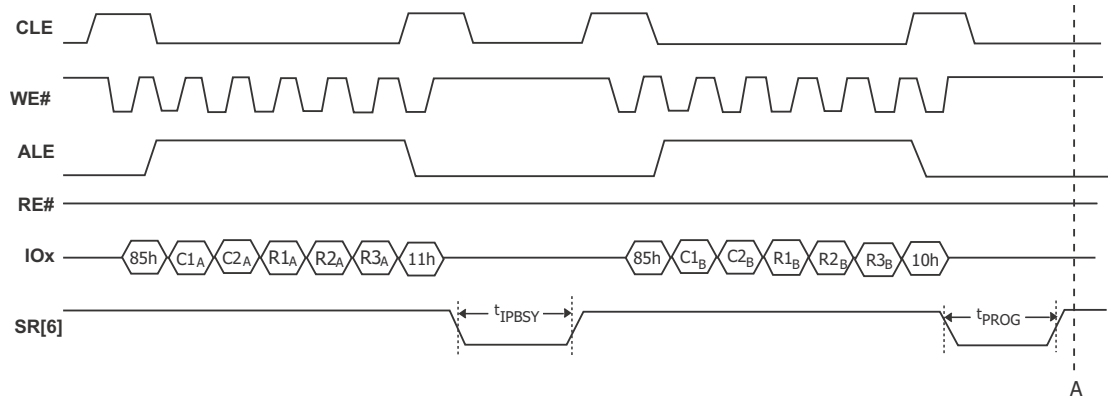 CLE
WE#
ALE
RE#
IOx 85h C1A C2A R1A R2A R3A 11h 85h C1B C2B R1B R2B R3B 10h
SR[6] tIPBSY tPROG
A